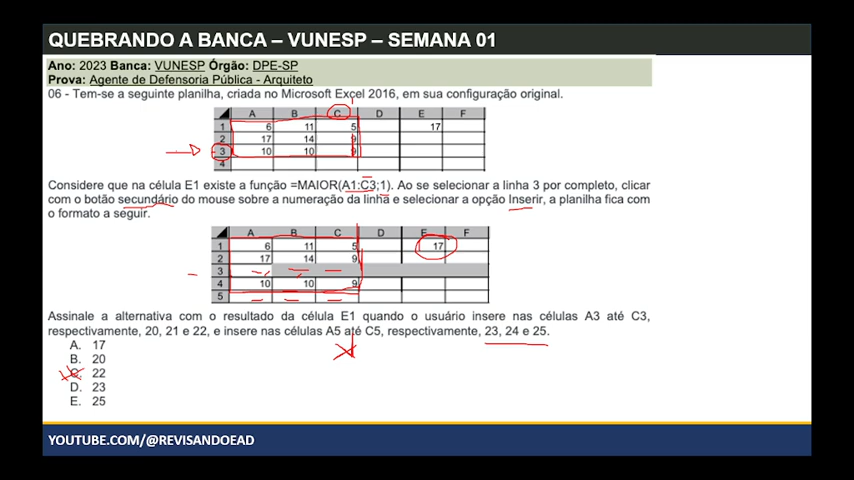 QUEBRANDO A BANCA – VUNESP – SEMANA 01
Ano: 2023 Banca: VUNESP Órgão: DPE-SP
Prova: Agente de Defensoria Pública - Arquiteto
06 - Tem-se a seguinte planilha, criada no Microsoft Excel 2016, em sua configuração original.
A B C D E F
1 6 11 5 17
2 17 14 9
3 10 10 9
4
Considere que na célula E1 existe a função =MAIOR(A1:C3;1). Ao se selecionar a linha 3 por completo, clicar
com o botão secundário do mouse sobre a numeração da linha e selecionar a opção Inserir, a planilha fica com
o formato a seguir.
A B C D E F
1 6 11 5 17
2 17 14 9
3
4 10 10 9
5
Assinale a alternativa com o resultado da célula E1 quando o usuário insere nas células A3 até C3,
respectivamente, 20, 21 e 22, e insere nas células A5 até C5, respectivamente, 23, 24 e 25.
A. 17
B. 20
C. 22
D. 23
E. 25
YOUTUBE.COM/@REVISANDOEAD